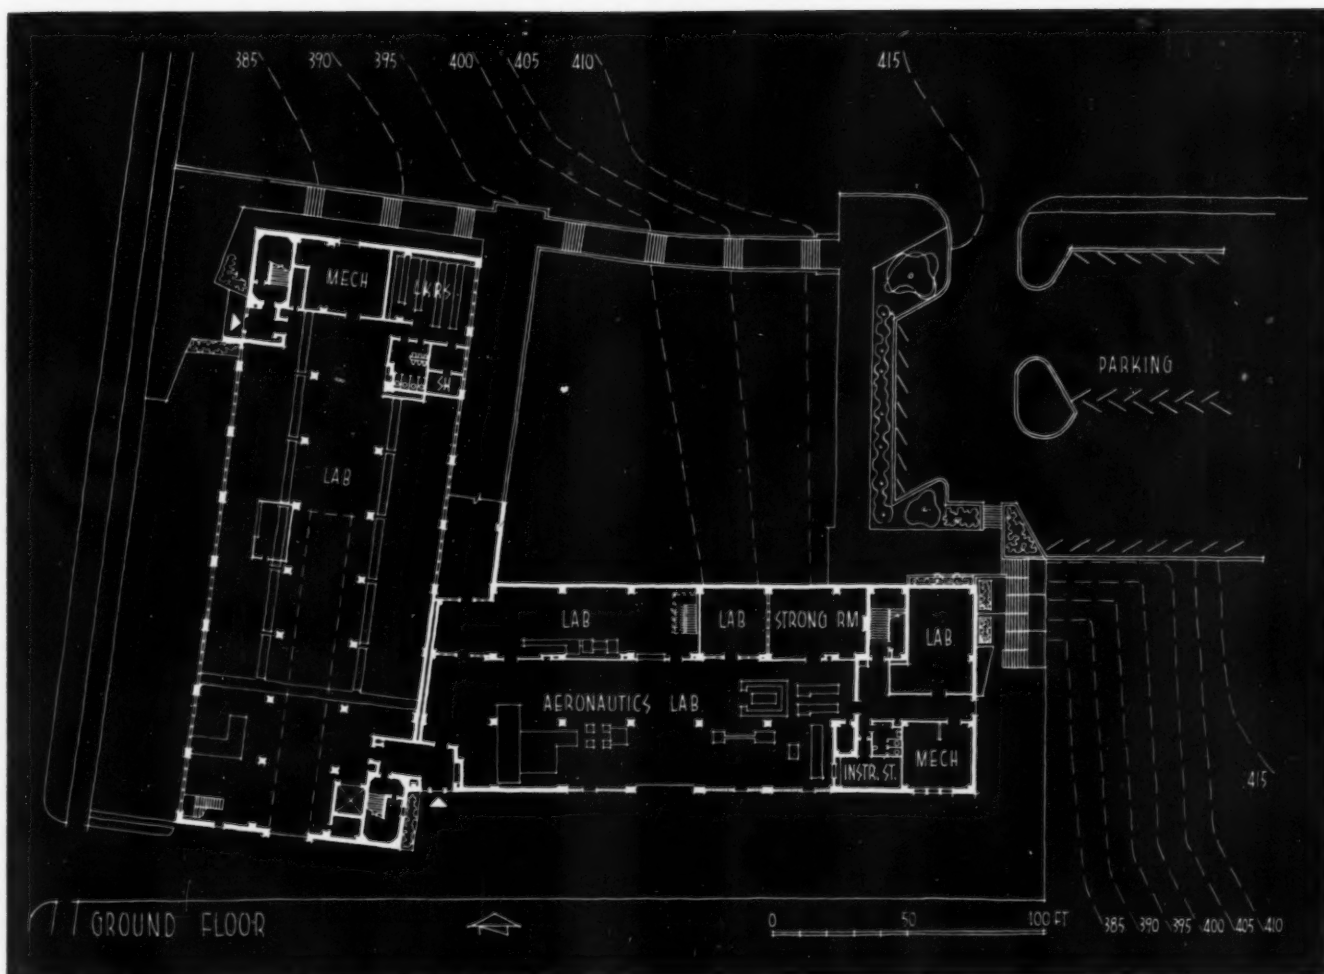 385 390 395 400 405 410 415
MECH
LKRS
SH
PARKING
LAB
LAB
LAB
STRONG RM
LAB
AERONAUTICS LAB.
INSTR. ST.
MECH
415
GROUND FLOOR
0 50 100 FT
385 390 395 400 405 410